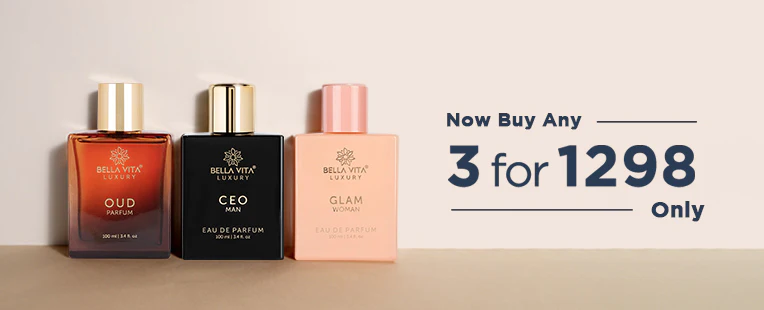 BELLA VITA®
LUXURY
OUD
PARFUM
100 ml | 3.4 fl. oz
BELLA VITA®
LUXURY
CEO
MAN
EAU DE PARFUM
100 ml | 3.4 fl. oz
BELLA VITA®
LUXURY
GLAM
WOMAN
EAU DE PARFUM
Now Buy Any
3 for 1298
Only